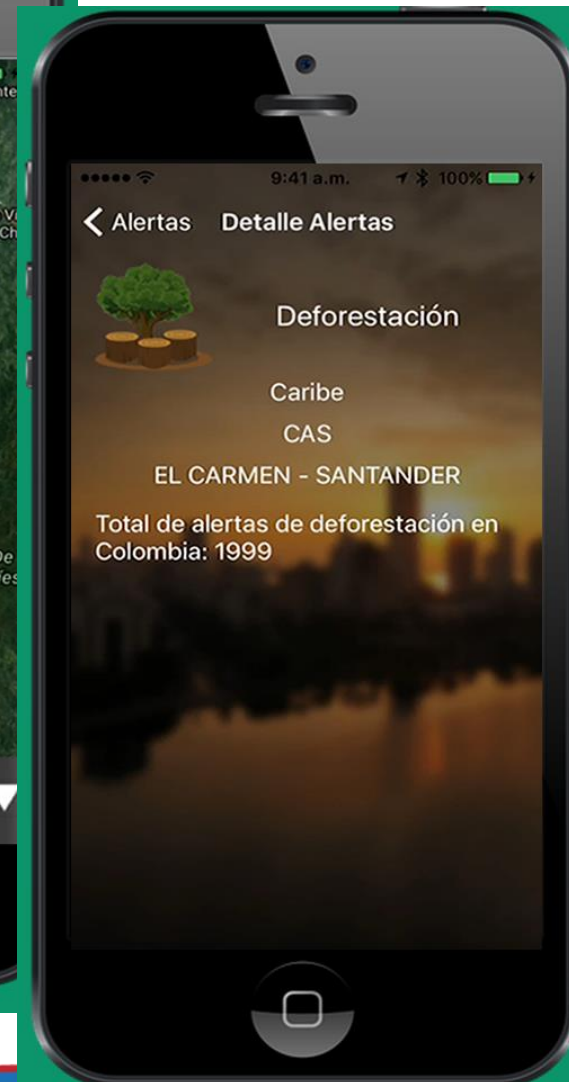 9:41 a.m.
100%
Alertas
Detalle Alertas
Deforestación
Caribe
CAS
EL CARMEN - SANTANDER
Total de alertas de deforestación en
Colombia: 1999